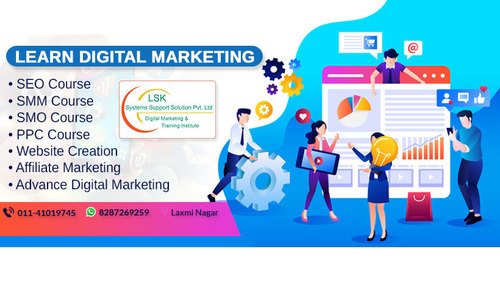 LEARN DIGITAL MARKETING
• SEO Course
• SMM Course
• SMO Course
• PPC Course
• Website Creation
• Affiliate Marketing
• Advance Digital Marketing
LSK
Systems Support Solution Pvt. Ltd
Digital Marketing &
Training Institute
011-41019745
8287269259
Laxmi Nagar
@